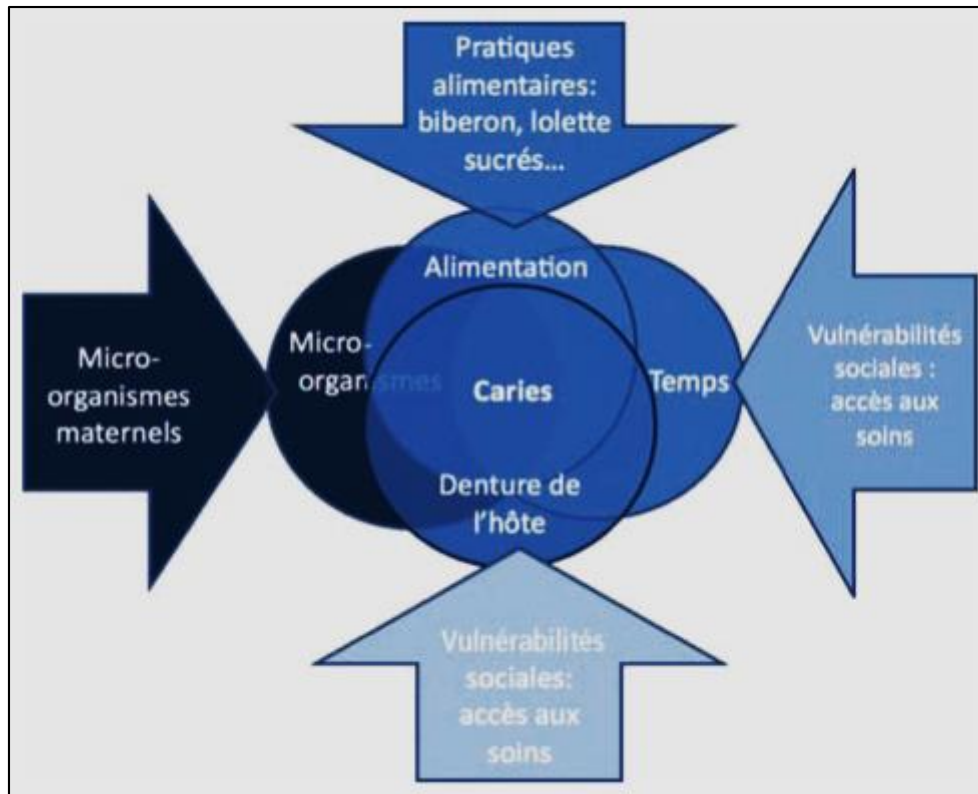 Pratiques
alimentaires:
biberon, lolette
sucrés...
Alimentation
Micro-
organismes
maternels
Micro-
organismes
Caries
Temps
Vulnérabilités
sociales :
accès aux
soins
Denture de
l'hôte
Vulnérabilités
sociales:
accès aux
soins